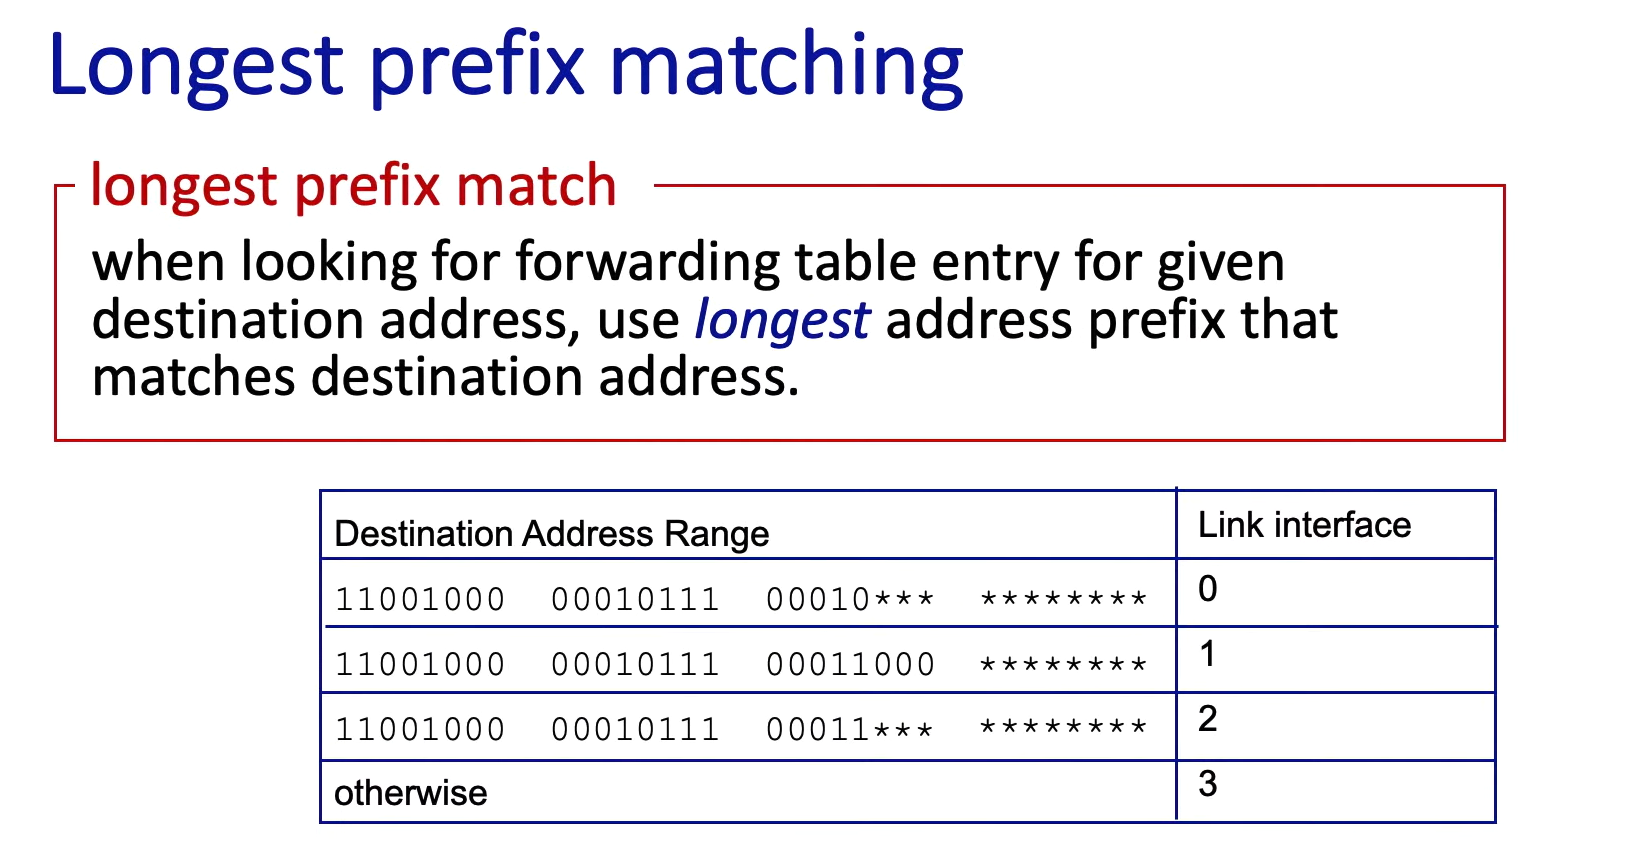 Longest prefix matching
longest prefix match
when looking for forwarding table entry for given
destination address, use longest address prefix that
matches destination address.
Destination Address Range Link interface
11001000 00010111 00010*** ******** 0
11001000 00010111 00011000 ******** 1
11001000 00010111 00011*** ******** 2
otherwise 3